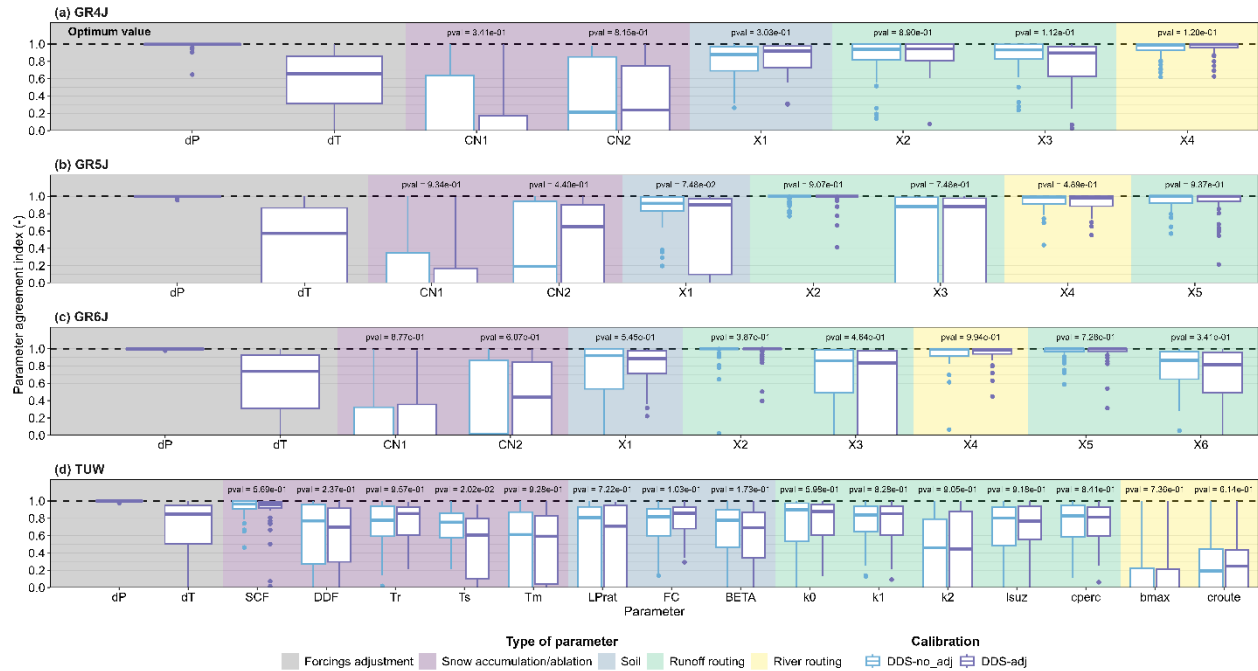 (a) GR4J
Optimum value
pval = 3.41e-01 pval = 8.15e-01 pval = 3.03e-01 pval = 8.90e-01 pval = 1.12e-01 pval = 1.20e-01
1.0
0.8
0.6
0.4
0.2
0.0
dP dT CN1 CN2 X1 X2 X3 X4
(b) GR5J
pval = 9.34e-01 pval = 4.40e-01 pval = 7.48e-02 pval = 9.07e-01 pval = 7.48e-01 pval = 4.89e-01 pval = 9.37e-01
1.0
0.8
0.6
0.4
0.2
0.0
dP dT CN1 CN2 X1 X2 X3 X4 X5
Parameter agreement index (-)
(c) GR6J
pval = 8.77e-01 pval = 6.07e-01 pval = 5.45e-01 pval = 3.87e-01 pval = 4.64e-01 pval = 9.94e-01 pval = 7.28e-01 pval = 3.41e-01
1.0
0.8
0.6
0.4
0.2
0.0
dP dT CN1 CN2 X1 X2 X3 X4 X5 X6
(d) TUW
pval = 5.69e-01 pval = 2.37e-01 pval = 9.57e-01 pval = 2.02e-02 pval = 9.28e-01 pval = 7.22e-01 pval = 1.03e-01 pval = 1.73e-01 pval = 5.98e-01 pval = 8.28e-01 pval = 9.05e-01 pval = 9.18e-01 pval = 8.41e-01 pval = 7.36e-01 pval = 6.14e-01
1.0
0.8
0.6
0.4
0.2
0.0
dP dT SCF DDF Tr Ts Tm LPrat FC BETA k0 k1 k2 lsuz cperc bmax croute
Parameter
Type of parameter
Forcings adjustment Snow accumulation/ablation Soil Runoff routing River routing
Calibration
DDS-no_adj DDS-adj